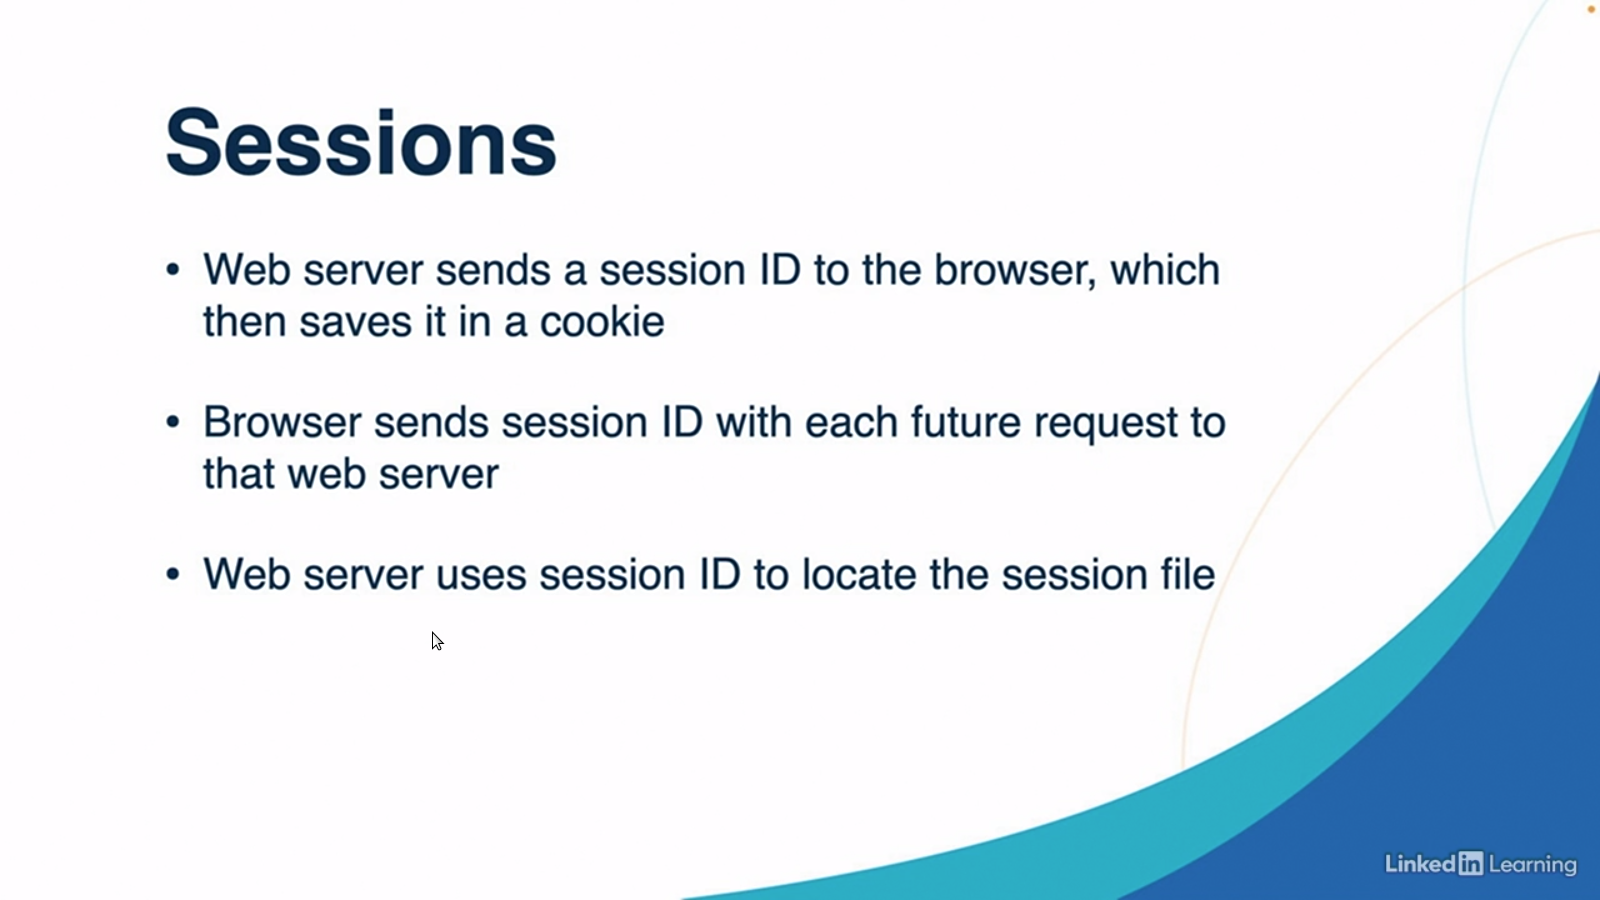 Sessions
• Web server sends a session ID to the browser, which
then saves it in a cookie
• Browser sends session ID with each future request to
that web server
• Web server uses session ID to locate the session file
Linked in Learning